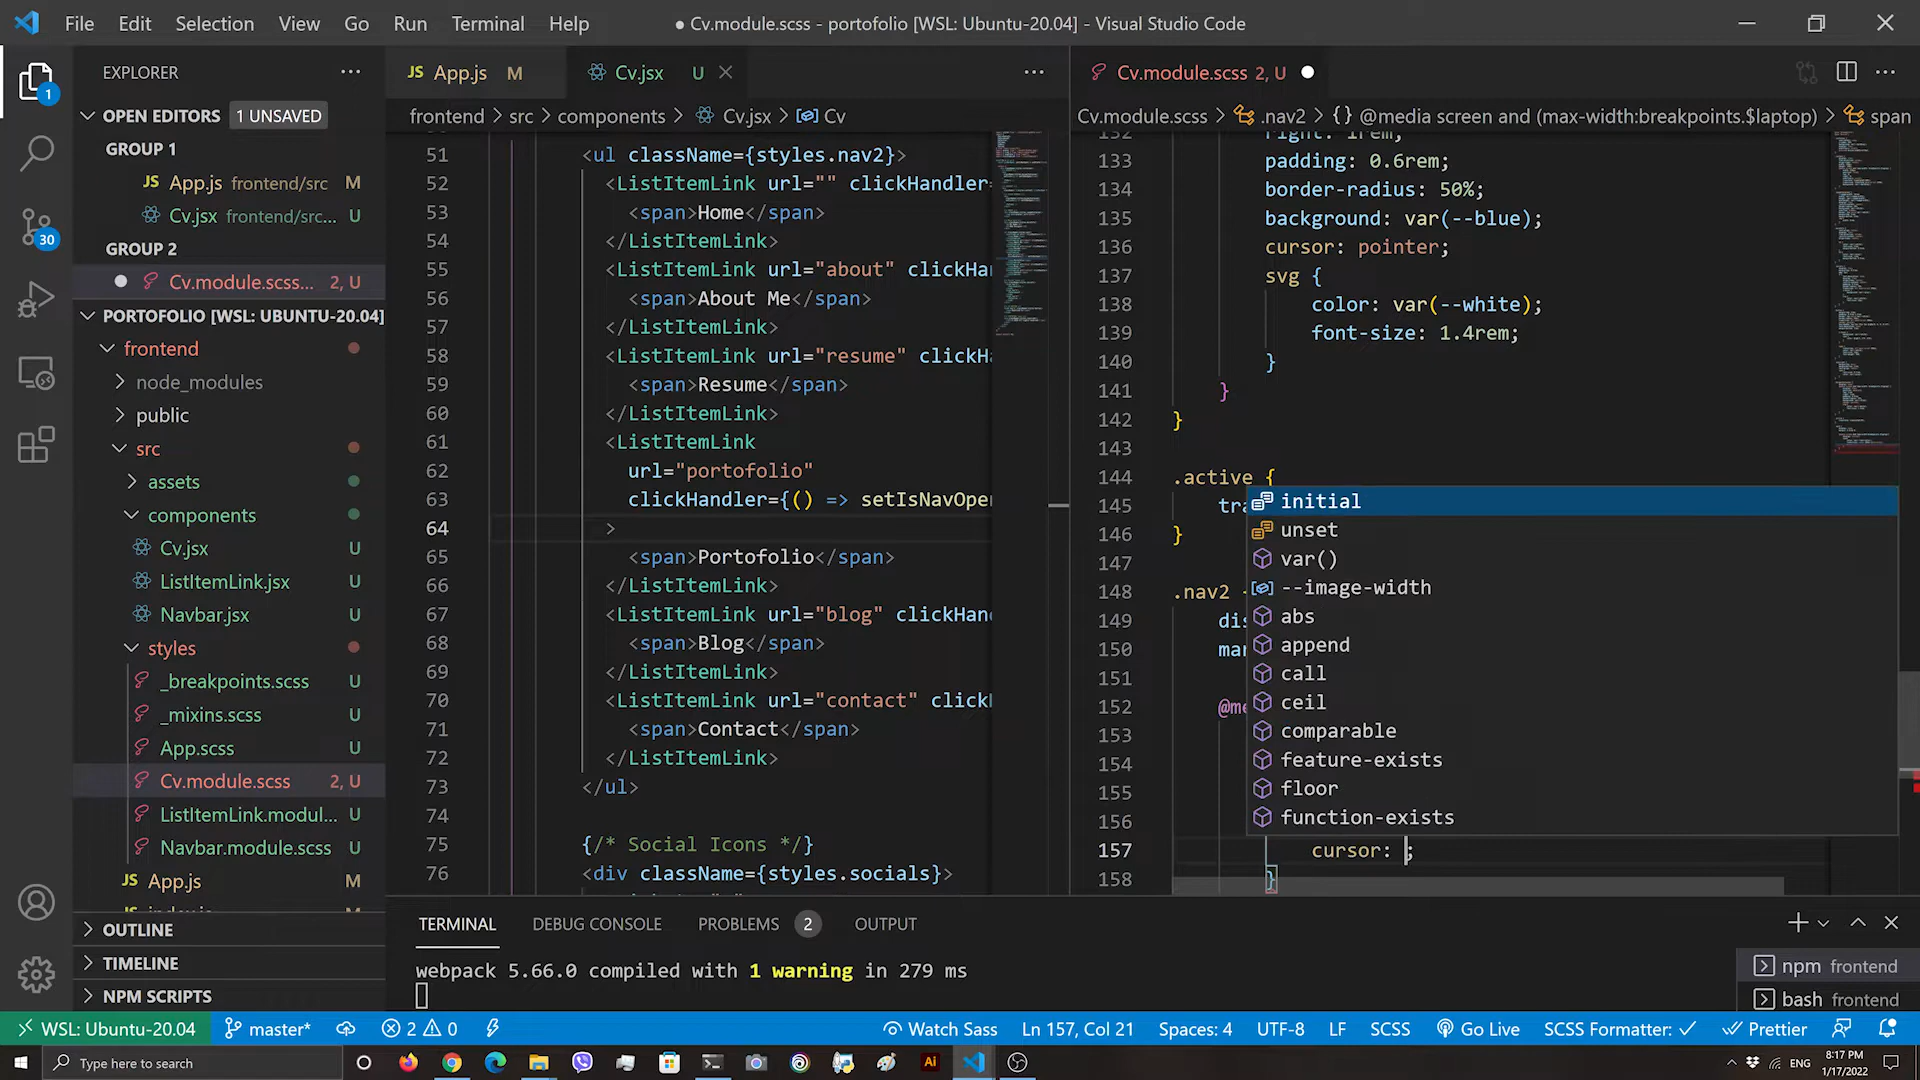 File Edit Selection View Go Run Terminal Help
● Cv.module.scss - portofolio [WSL: Ubuntu-20.04] - Visual Studio Code
EXPLORER
OPEN EDITORS 1 UNSAVED
GROUP 1
JS App.js frontend/src M
Cv.jsx frontend/src... U
GROUP 2
Cv.module.scss... 2, U
PORTOFOLIO [WSL: UBUNTU-20.04]
frontend
node_modules
public
src
assets
components
Cv.jsx U
ListItemLink.jsx U
Navbar.jsx U
styles
_breakpoints.scss U
_mixins.scss U
App.scss U
Cv.module.scss 2, U
ListItemLink.modul... U
Navbar.module.scss U
JS App.js M
OUTLINE
TIMELINE
NPM SCRIPTS
1
30
JS App.js M
Cv.jsx U
frontend > src > components > Cv.jsx > Cv
51 <ul className={styles.nav2}>
52 <ListItemLink url="" clickHandler=
53 <span>Home</span>
54 </ListItemLink>
55 <ListItemLink url="about" clickHa
56 <span>About Me</span>
57 </ListItemLink>
58 <ListItemLink url="resume" clickH
59 <span>Resume</span>
60 </ListItemLink>
61 <ListItemLink
62 url="portofolio"
63 clickHandler={() => setIsNavOpe
64 >
65 <span>Portofolio</span>
66 </ListItemLink>
67 <ListItemLink url="blog" clickHan
68 <span>Blog</span>
69 </ListItemLink>
70 <ListItemLink url="contact" click
71 <span>Contact</span>
72 </ListItemLink>
73 </ul>
74
75 {/* Social Icons */}
76 <div className={styles.socials}>
Cv.module.scss 2, U ●
Cv.module.scss > .nav2 > {} @media screen and (max-width:breakpoints.$laptop) > span
132 right: 1rem;
133 padding: 0.6rem;
134 border-radius: 50%;
135 background: var(--blue);
136 cursor: pointer;
137 svg {
138 color: var(--white);
139 font-size: 1.4rem;
140 }
141 }
142 }
143
144 .active {
145 tra
146 }
147
148 .nav2
149 dis
150 mar
151
152 @me
153
154
155
156
157 cursor: ;
158 }
initial
unset
var()
--image-width
abs
append
call
ceil
comparable
feature-exists
floor
function-exists
TERMINAL DEBUG CONSOLE PROBLEMS 2 OUTPUT
webpack 5.66.0 compiled with 1 warning in 279 ms
npm frontend
bash frontend
WSL: Ubuntu-20.04 master* 2 0 Watch Sass Ln 157, Col 21 Spaces: 4 UTF-8 LF SCSS Go Live SCSS Formatter: ✓ Prettier
Type here to search
Ai
ENG
8:17 PM
1/17/2022